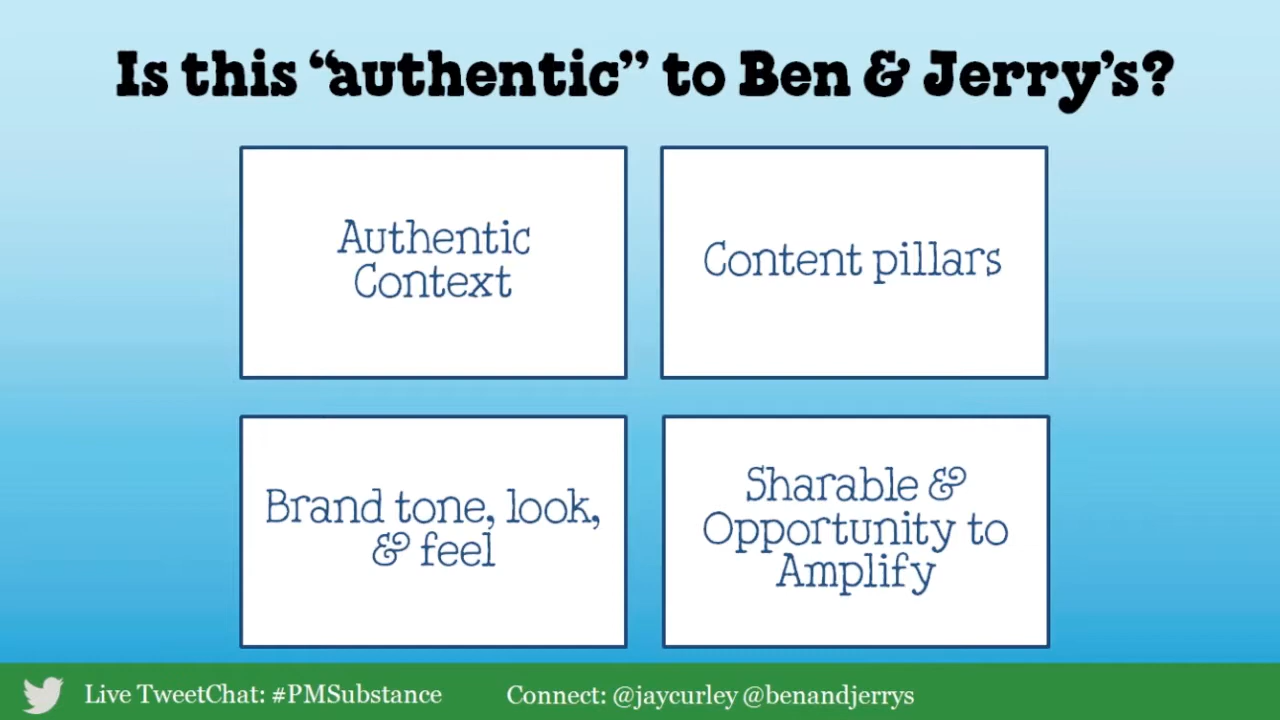 Is this “authentic” to Ben & Jerry’s?
Authentic
Context
Content pillars
Brand tone, look,
& feel
Sharable &
Opportunity to
Amplify
Live TweetChat: #PMSubstance
Connect: @jaycurley @benandjerrys